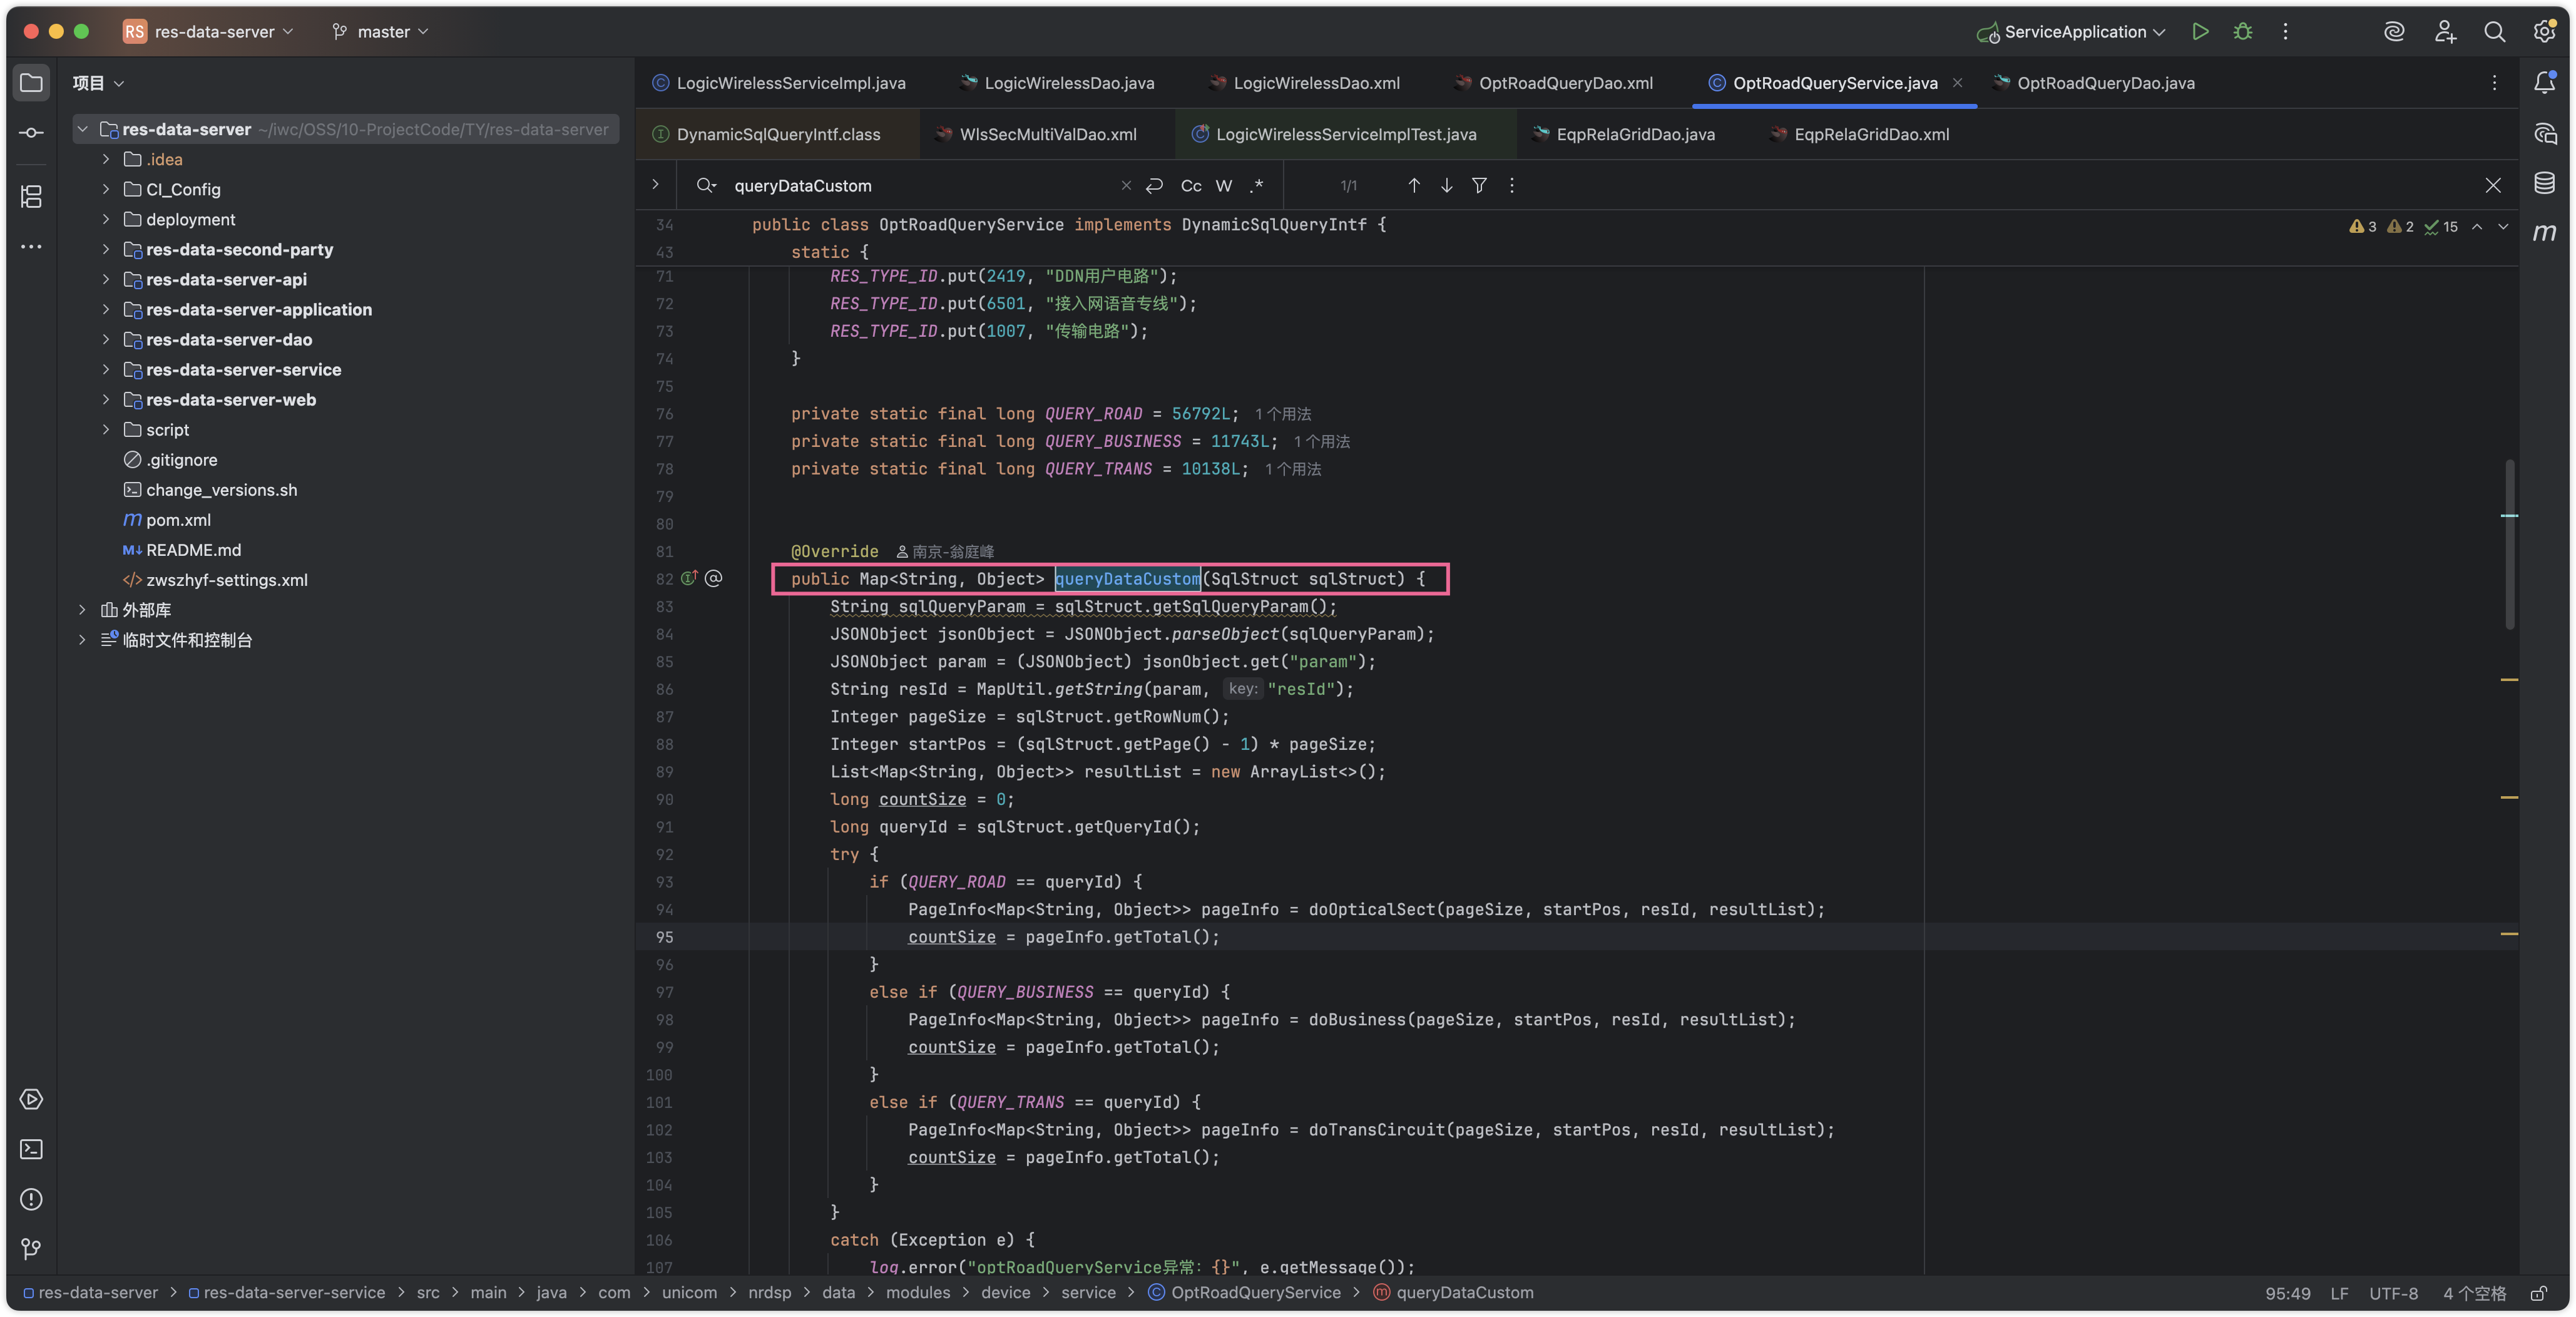 RS res-data-server master ServiceApplication
项目
LogicWirelessServiceImpl.java LogicWirelessDao.java LogicWirelessDao.xml OptRoadQueryDao.xml OptRoadQueryService.java OptRoadQueryDao.java
DynamicSqlQueryIntf.class WlsSecMultiValDao.xml LogicWirelessServiceImplTest.java EqpRelaGridDao.java EqpRelaGridDao.xml
queryDataCustom Cc W .* 1/1
res-data-server ~/iwc/OSS/10-ProjectCode/TY/res-data-server
.idea
CI_Config
deployment
res-data-second-party
res-data-server-api
res-data-server-application
res-data-server-dao
res-data-server-service
res-data-server-web
script
.gitignore
change_versions.sh
m pom.xml
M↓ README.md
</> zwszhyf-settings.xml
外部库
临时文件和控制台
3 2 15
34 public class OptRoadQueryService implements DynamicSqlQueryIntf {
43 static {
71 RES_TYPE_ID.put(2419, "DDN用户电路");
72 RES_TYPE_ID.put(6501, "接入网语音专线");
73 RES_TYPE_ID.put(1007, "传输电路");
74 }
75
76 private static final long QUERY_ROAD = 56792L; 1个用法
77 private static final long QUERY_BUSINESS = 11743L; 1个用法
78 private static final long QUERY_TRANS = 10138L; 1个用法
79
80
81 @Override 南京-翁庭峰
82 public Map<String, Object> queryDataCustom(SqlStruct sqlStruct) {
83 String sqlQueryParam = sqlStruct.getSqlQueryParam();
84 JSONObject jsonObject = JSONObject.parseObject(sqlQueryParam);
85 JSONObject param = (JSONObject) jsonObject.get("param");
86 String resId = MapUtil.getString(param, key: "resId");
87 Integer pageSize = sqlStruct.getRowNum();
88 Integer startPos = (sqlStruct.getPage() - 1) * pageSize;
89 List<Map<String, Object>> resultList = new ArrayList<>();
90 long countSize = 0;
91 long queryId = sqlStruct.getQueryId();
92 try {
93 if (QUERY_ROAD == queryId) {
94 PageInfo<Map<String, Object>> pageInfo = doOpticalSect(pageSize, startPos, resId, resultList);
95 countSize = pageInfo.getTotal();
96 }
97 else if (QUERY_BUSINESS == queryId) {
98 PageInfo<Map<String, Object>> pageInfo = doBusiness(pageSize, startPos, resId, resultList);
99 countSize = pageInfo.getTotal();
100 }
101 else if (QUERY_TRANS == queryId) {
102 PageInfo<Map<String, Object>> pageInfo = doTransCircuit(pageSize, startPos, resId, resultList);
103 countSize = pageInfo.getTotal();
104 }
105 }
106 catch (Exception e) {
107 log.error("optRoadQueryService异常：{}", e.getMessage());
res-data-server > res-data-server-service > src > main > java > com > unicom > nrdsp > data > modules > device > service > OptRoadQueryService > queryDataCustom 95:49 LF UTF-8 4 个空格